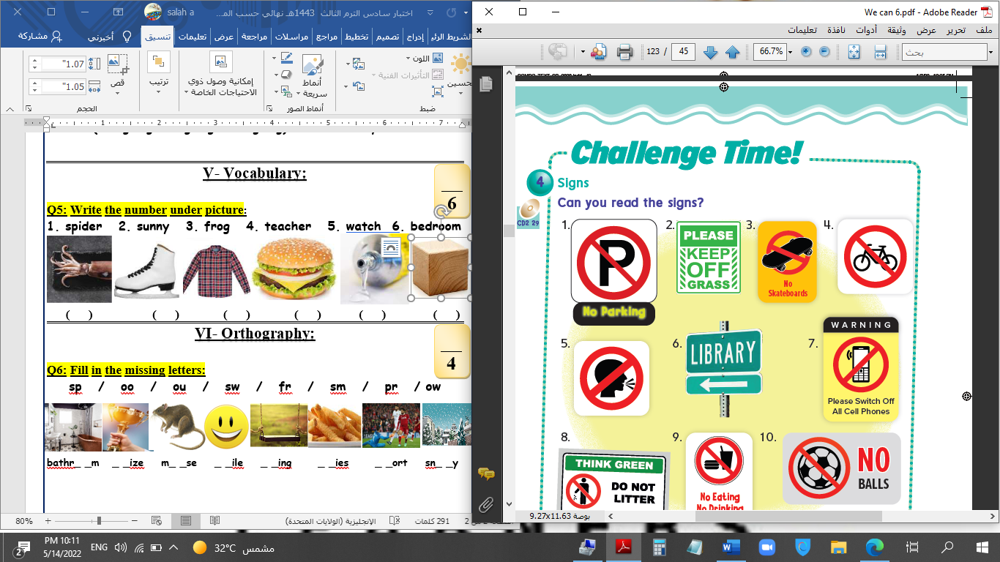 salah a
اختبار سادس الترم الثالث 1443هـ نهائي حسب الم...
مشاركة
أخبرني
تنسيق
تعليمات
عرض
مراجعة
مراسلات
مراجع
تخطيط
تصميم
إدراج
الشريط الرئي
1.07"
1.05"
قص
الحجم
ترتيب
إمكانية وصول ذوي
الاحتياجات الخاصة
أنماط
سريعة
أنماط الصور
اللون
التأثيرات الفنية
ضبط
1 2 3 4 5 6 7
V- Vocabulary:
6
Q5: Write the number under picture:
1. spider 2. sunny 3. frog 4. teacher 5. watch 6. bedroom
( ) ( ) ( ) ( ) ( ) ( )
VI- Orthography:
4
Q6: Fill in the missing letters:
sp / oo / ou / sw / fr / sm / pr / ow
bathr_ _m _ _ize m_ _se _ _ile _ _ing _ _ies _ _ort sn_ _y
80%
الإنجليزية (الولايات المتحدة)
291 كلمات
We can 6.pdf - Adobe Reader
ملف تحرير عرض وثيقة أدوات نافذة تعليمات
123 / 45
66.7%
بحث
Challenge Time!
4 Signs
CD2 29
Can you read the signs?
1.
No Parking
2.
PLEASE
KEEP
OFF
GRASS
3.
No
Skateboards
4.
5.
6.
LIBRARY
7.
WARNING
Please Switch Off
All Cell Phones
8.
THINK GREEN
DO NOT
LITTER
9.
No Eating
No Drinking
10.
NO
BALLS
9.27x11.63 بوصة
PM 10:11
5/14/2022
ENG
32°C مشمس
2